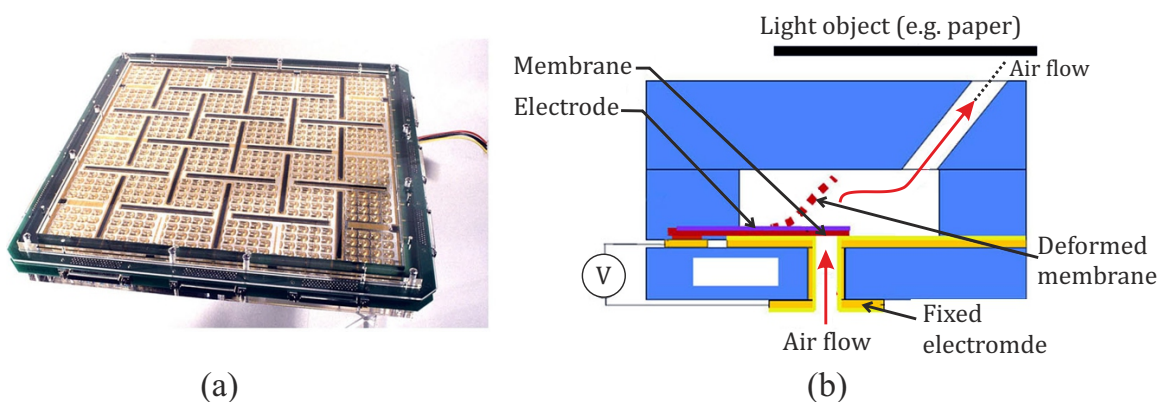 Light object (e.g. paper)
Membrane
Air flow
Electrode
V
Deformed
membrane
Air flow
Fixed
electromde
(a)
(b)